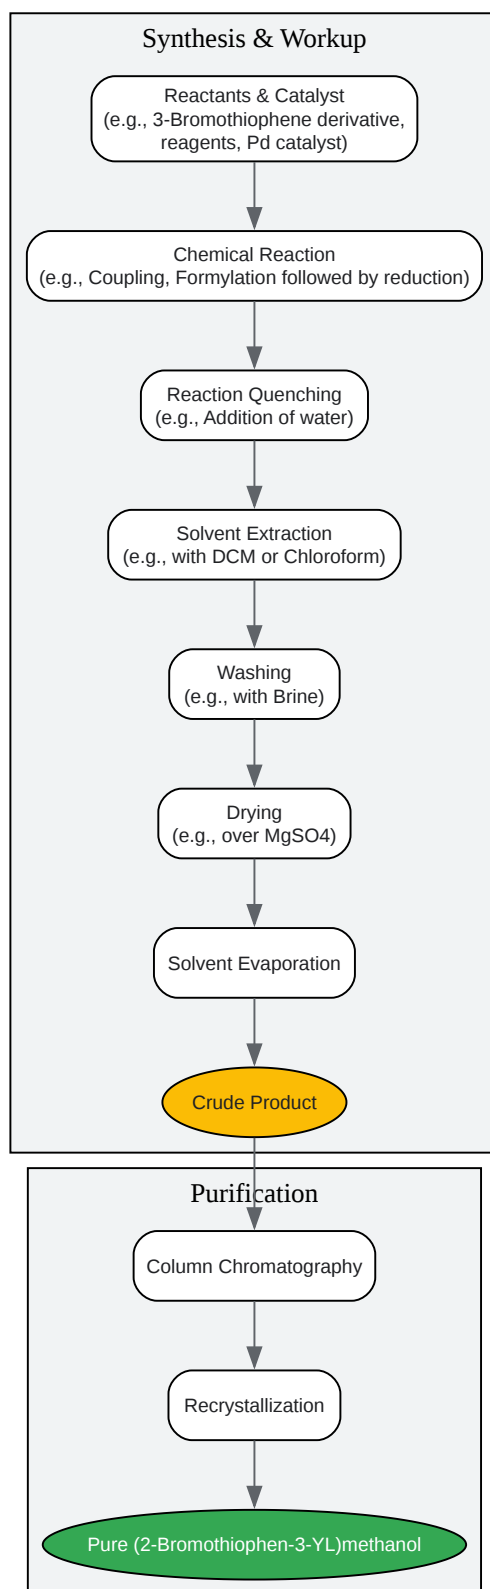 Synthesis & Workup
Reactants & Catalyst
(e.g., 3-Bromothiophene derivative,
reagents, Pd catalyst)
Chemical Reaction
(e.g., Coupling, Formylation followed by reduction)
Reaction Quenching
(e.g., Addition of water)
Solvent Extraction
(e.g., with DCM or Chloroform)
Washing
(e.g., with Brine)
Drying
(e.g., over MgSO4)
Solvent Evaporation
Crude Product
Purification
Column Chromatography
Recrystallization
Pure (2-Bromothiophen-3-YL)methanol